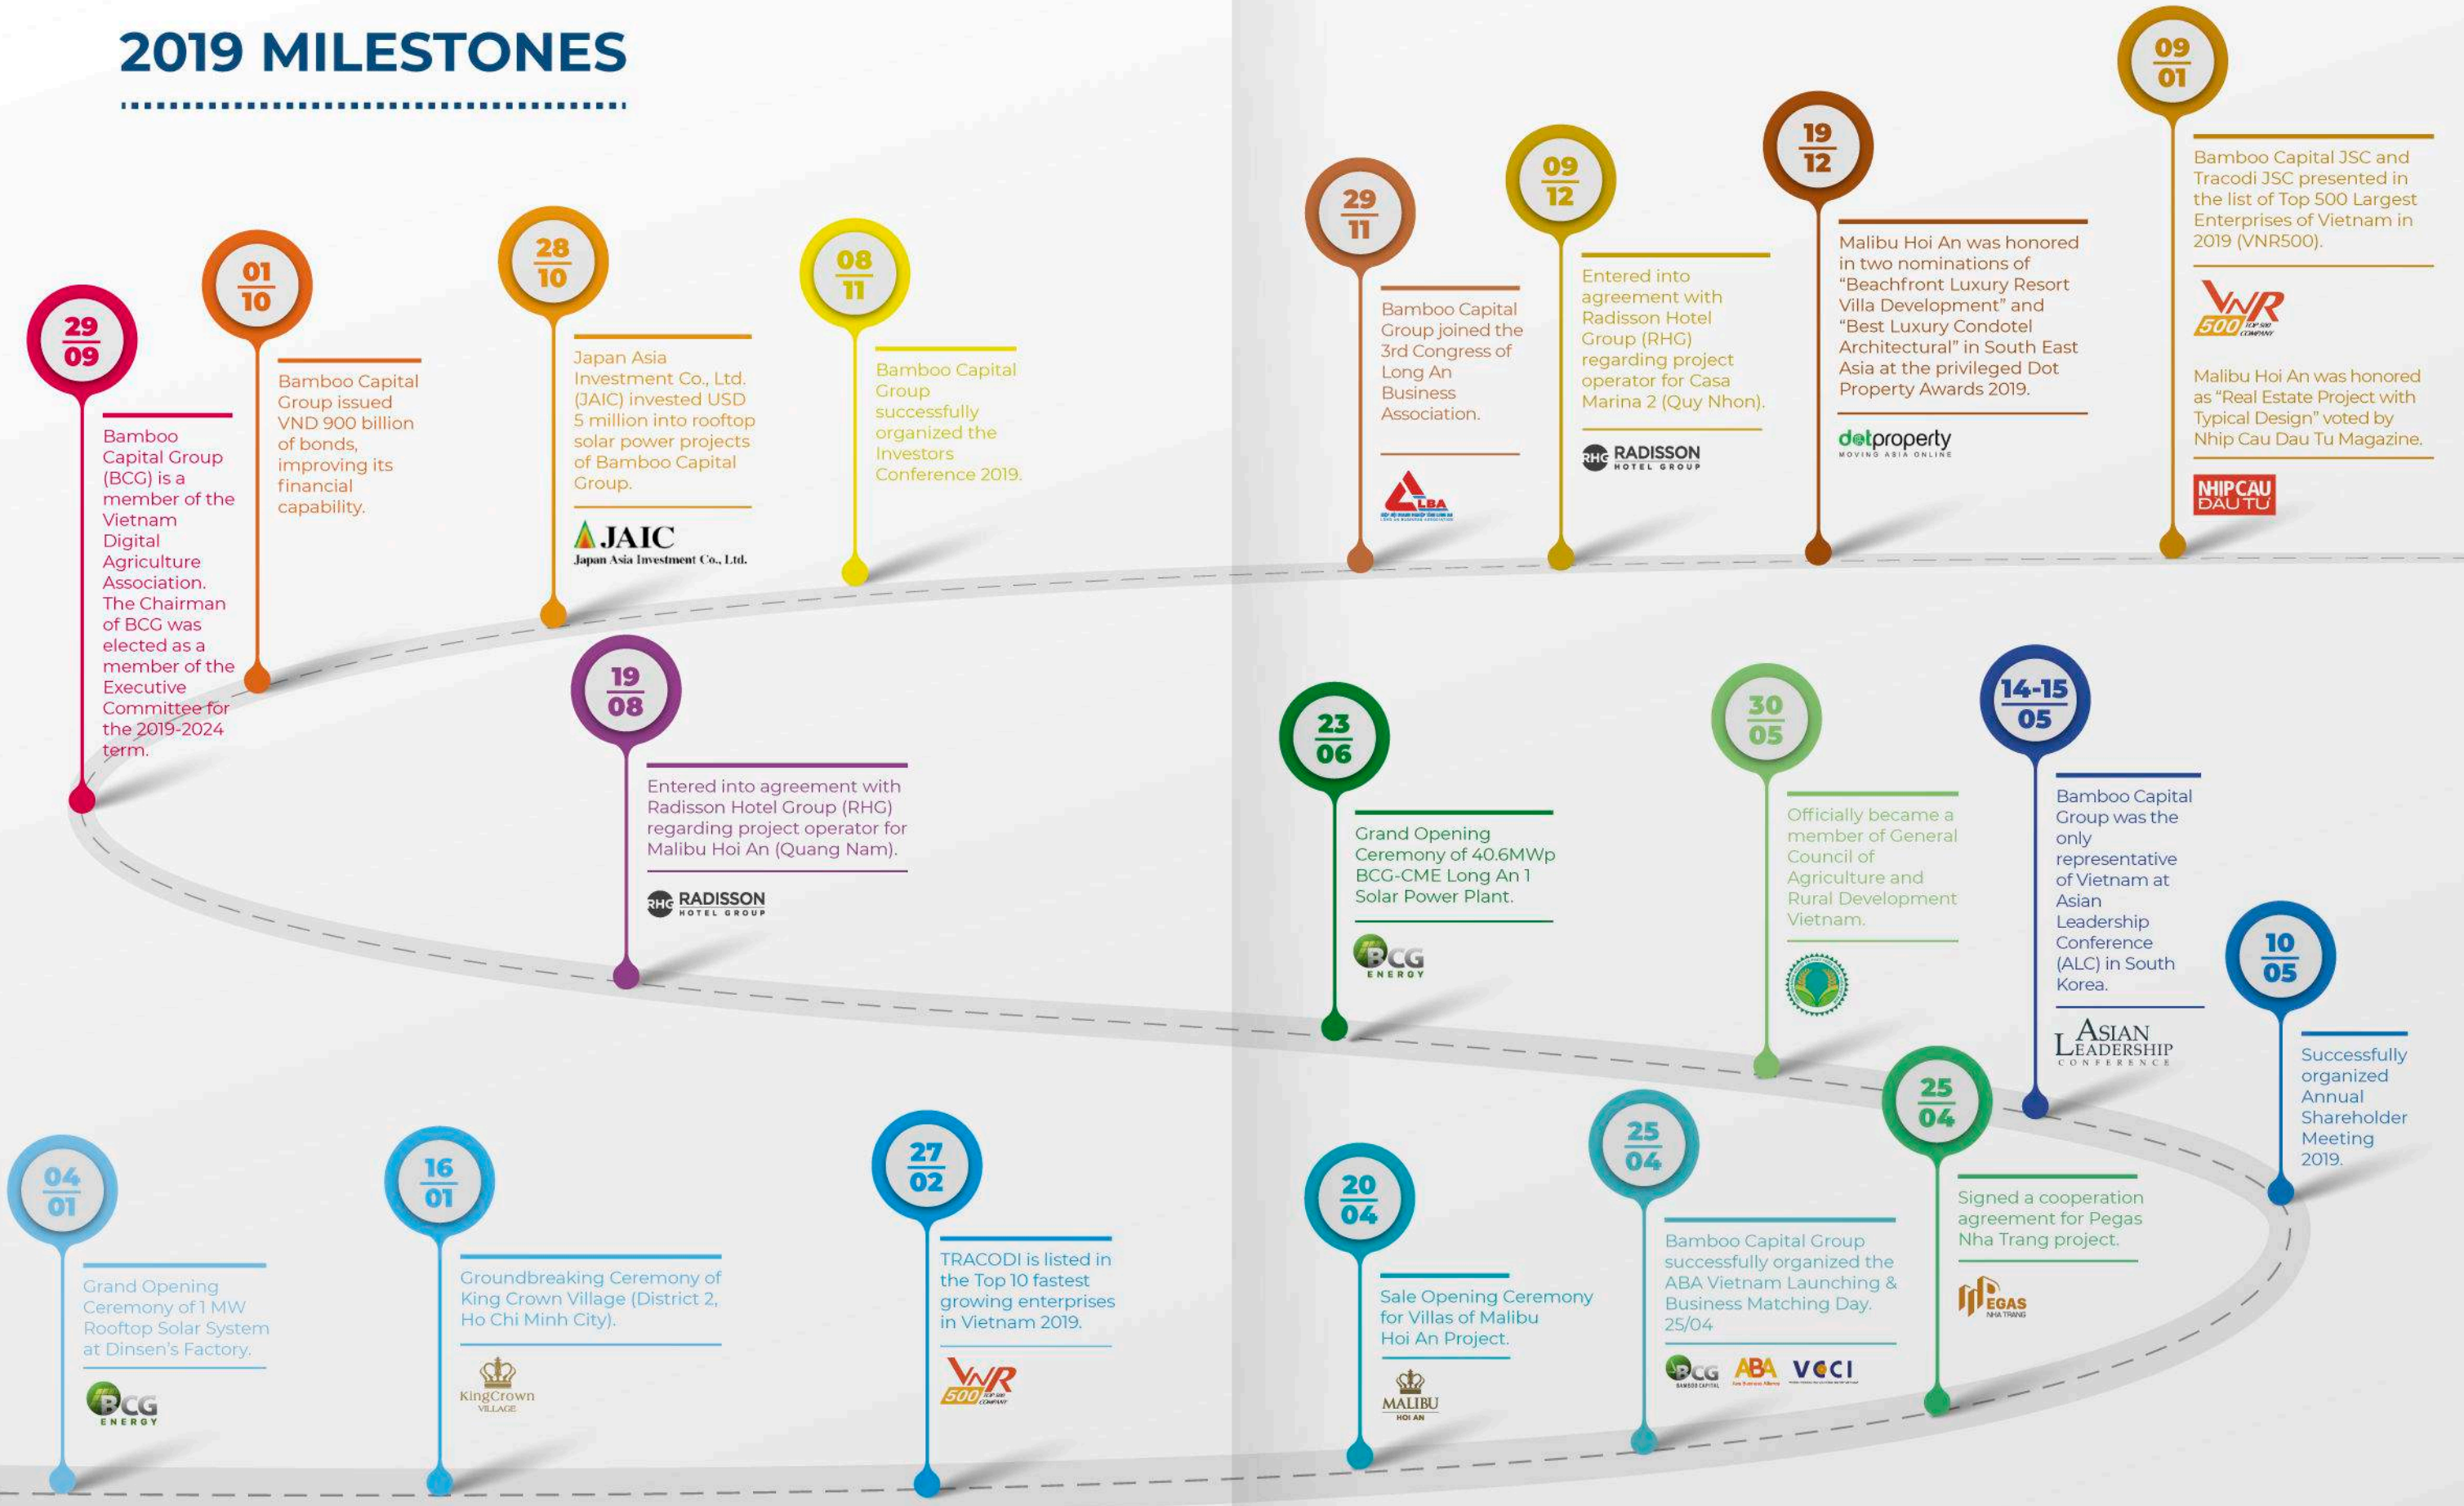 2019 MILESTONES
29
09
Bamboo
Capital Group
(BCG) is a
member of the
Vietnam
Digital
Agriculture
Association.
The Chairman
of BCG was
elected as a
member of the
Executive
Committee for
the 2019-2024
term.
01
10
Bamboo Capital
Group issued
VND 900 billion
of bonds,
improving its
financial
capability.
28
10
Japan Asia
Investment Co., Ltd.
(JAIC) invested USD
5 million into rooftop
solar power projects
of Bamboo Capital
Group.
JAIC
Japan Asia Investment Co., Ltd.
08
11
Bamboo Capital
Group
successfully
organized the
Investors
Conference 2019.
29
11
Bamboo Capital
Group joined the
3rd Congress of
Long An
Business
Association.
LBA
09
12
Entered into
agreement with
Radisson Hotel
Group (RHG)
regarding project
operator for Casa
Marina 2 (Quy Nhon).
RHG RADISSON
HOTEL GROUP
19
12
Malibu Hoi An was honored
in two nominations of
“Beachfront Luxury Resort
Villa Development” and
“Best Luxury Condotel
Architectural” in South East
Asia at the privileged Dot
Property Awards 2019.
dotproperty
MOVING ASIA ONLINE
09
01
Bamboo Capital JSC and
Tracodi JSC presented in
the list of Top 500 Largest
Enterprises of Vietnam in
2019 (VNR500).
VNR
500 TOP 500
COMPANY
Malibu Hoi An was honored
as “Real Estate Project with
Typical Design” voted by
Nhip Cau Dau Tu Magazine.
NHỊP CẦU
ĐẦU TƯ
19
08
Entered into agreement with
Radisson Hotel Group (RHG)
regarding project operator for
Malibu Hoi An (Quang Nam).
RHG RADISSON
HOTEL GROUP
23
06
Grand Opening
Ceremony of 40.6MWp
BCG-CME Long An 1
Solar Power Plant.
BCG
ENERGY
30
05
Officially became a
member of General
Council of
Agriculture and
Rural Development
Vietnam.
14-15
05
Bamboo Capital
Group was the
only
representative
of Vietnam at
Asian
Leadership
Conference
(ALC) in South
Korea.
ASIAN
LEADERSHIP
CONFERENCE
10
05
Successfully
organized
Annual
Shareholder
Meeting
2019.
04
01
Grand Opening
Ceremony of 1 MW
Rooftop Solar System
at Dinsen's Factory.
BCG
ENERGY
16
01
Groundbreaking Ceremony of
King Crown Village (District 2,
Ho Chi Minh City).
KingCrown
VILLAGE
27
02
TRACODI is listed in
the Top 10 fastest
growing enterprises
in Vietnam 2019.
VNR
500 TOP 500
COMPANY
20
04
Sale Opening Ceremony
for Villas of Malibu
Hoi An Project.
MALIBU
HOI AN
25
04
Bamboo Capital Group
successfully organized the
ABA Vietnam Launching &
Business Matching Day.
25/04
BCG ABA VCCI
BAMBOO CAPITAL
25
04
Signed a cooperation
agreement for Pegas
Nha Trang project.
PEGAS
NHA TRANG